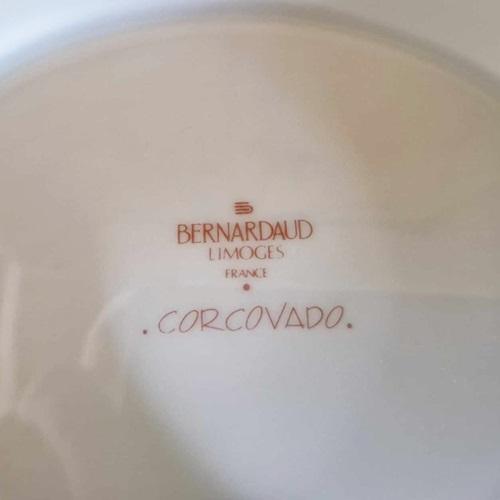 BERNARDAUD
LIMOGES
FRANCE
. CORCOVADO.